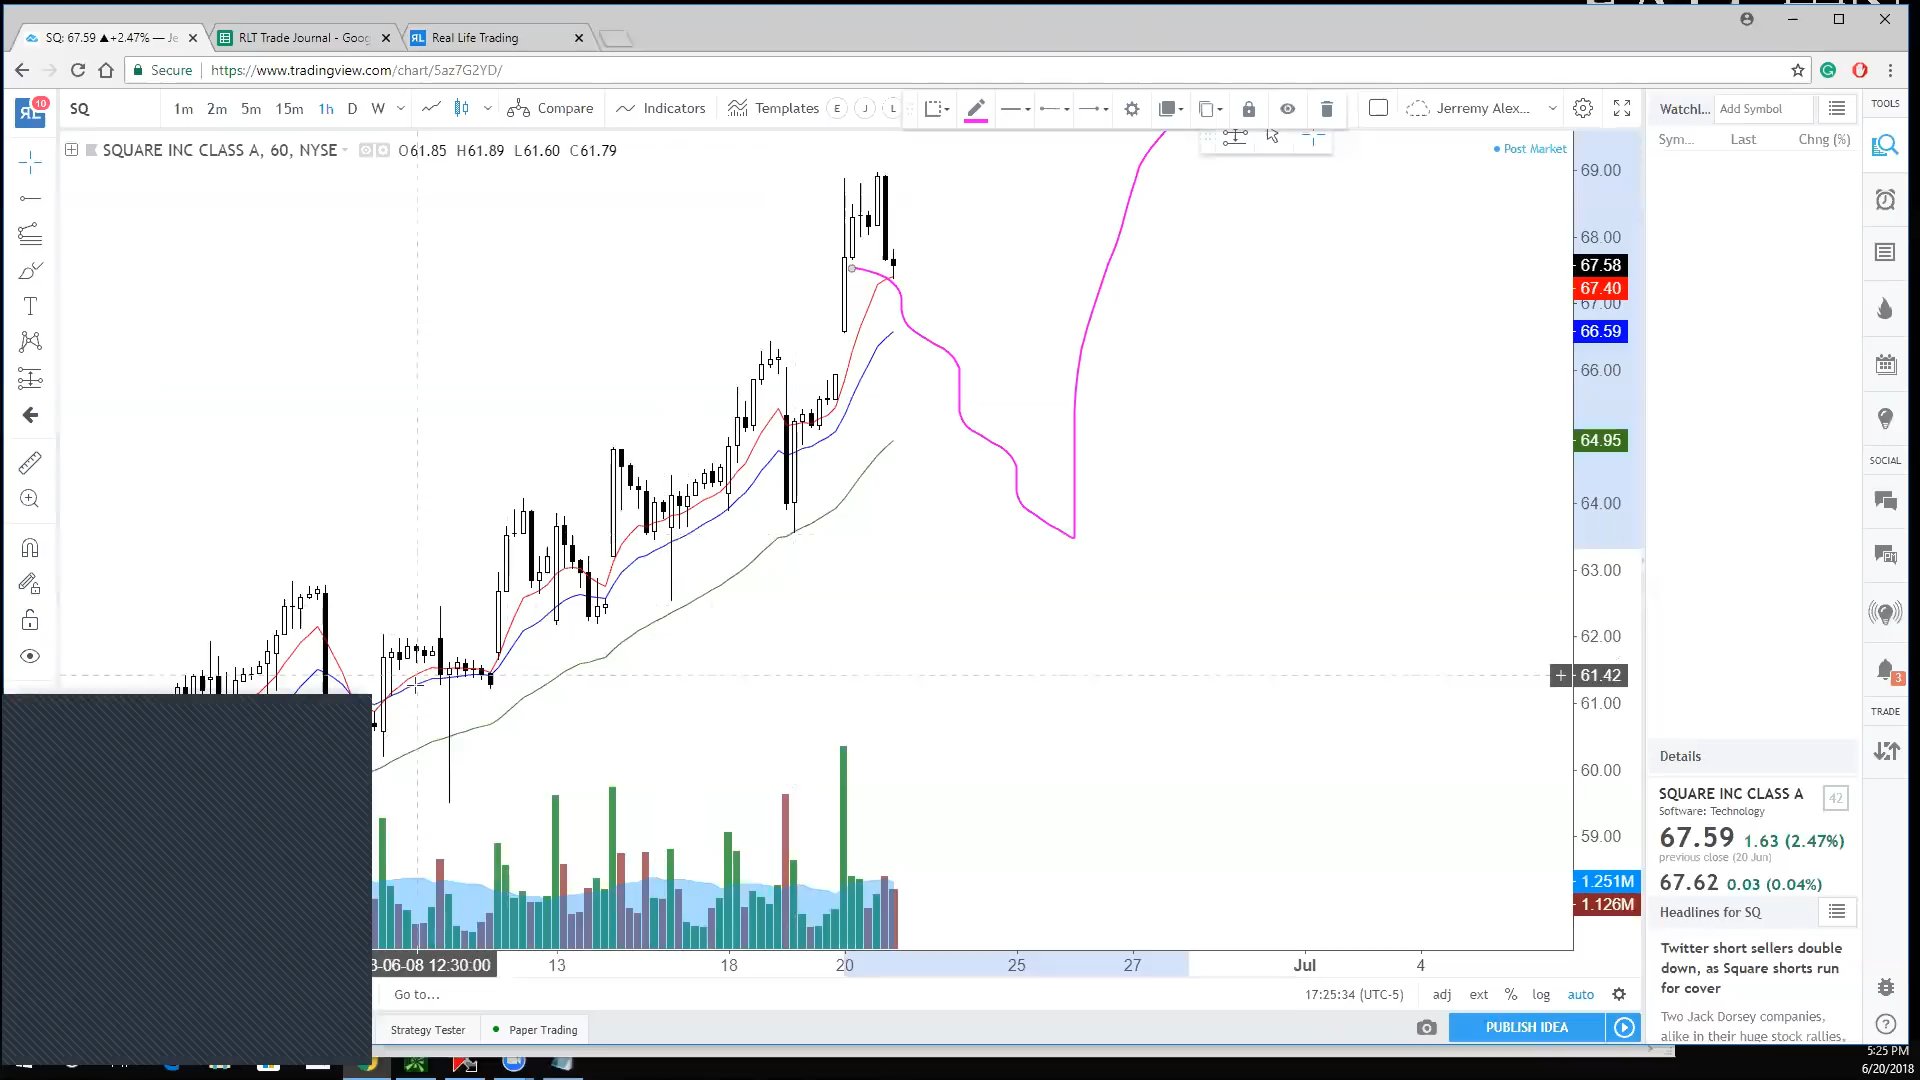 SQ: 67.59 ▲+2.47% — Je
RLT Trade Journal - Goog
RL Real Life Trading
Secure https://www.tradingview.com/chart/5az7G2YD/
RL 10 SQ 1m 2m 5m 15m 1h D W Compare Indicators Templates E J L Jerremy Alex...
Watchl... Add Symbol
TOOLS
Sym... Last Chng (%)
SQUARE INC CLASS A, 60, NYSE O61.85 H61.89 L61.60 C61.79
Post Market
69.00
68.00
67.58
67.40
67.00
66.59
66.00
64.95
64.00
63.00
62.00
61.42
61.00
60.00
59.00
1.251M
1.126M
SOCIAL
3
TRADE
Details
SQUARE INC CLASS A 42
Software: Technology
67.59 1.63 (2.47%)
previous close (20 Jun)
67.62 0.03 (0.04%)
Headlines for SQ
Twitter short sellers double
down, as Square shorts run
for cover
Two Jack Dorsey companies,
alike in their huge stock rallies,
8-06-08 12:30:00 13 18 20 25 27 Jul 4
Go to... 17:25:34 (UTC-5) adj ext % log auto
Strategy Tester Paper Trading PUBLISH IDEA
5:25 PM
6/20/2018